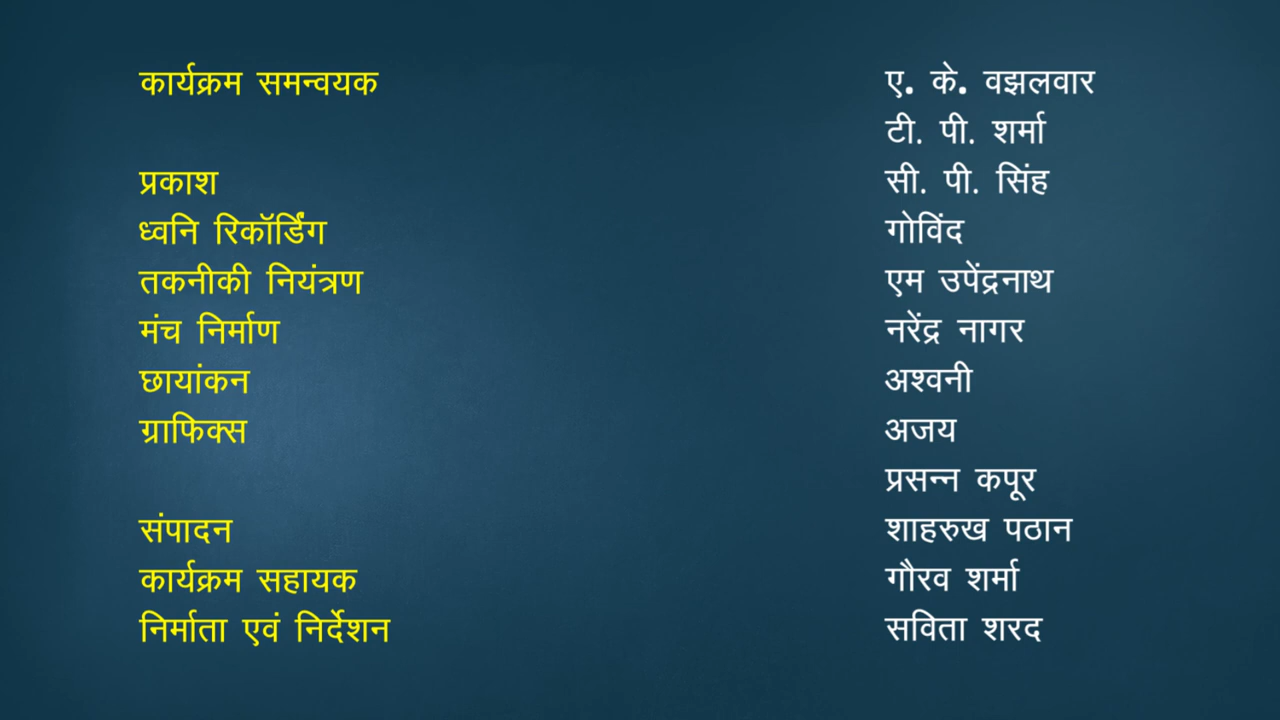 कार्यक्रम समन्वयक ए. के. वझलवार
टी. पी. शर्मा
प्रकाश सी. पी. सिंह
ध्वनि रिकॉर्डिंग गोविंद
तकनीकी नियंत्रण एम उपेंद्रनाथ
मंच निर्माण नरेंद्र नागर
छायांकन अश्वनी
ग्राफिक्स अजय
प्रसन्न कपूर
संपादन शाहरुख पठान
कार्यक्रम सहायक गौरव शर्मा
निर्माता एवं निर्देशन सविता शरद